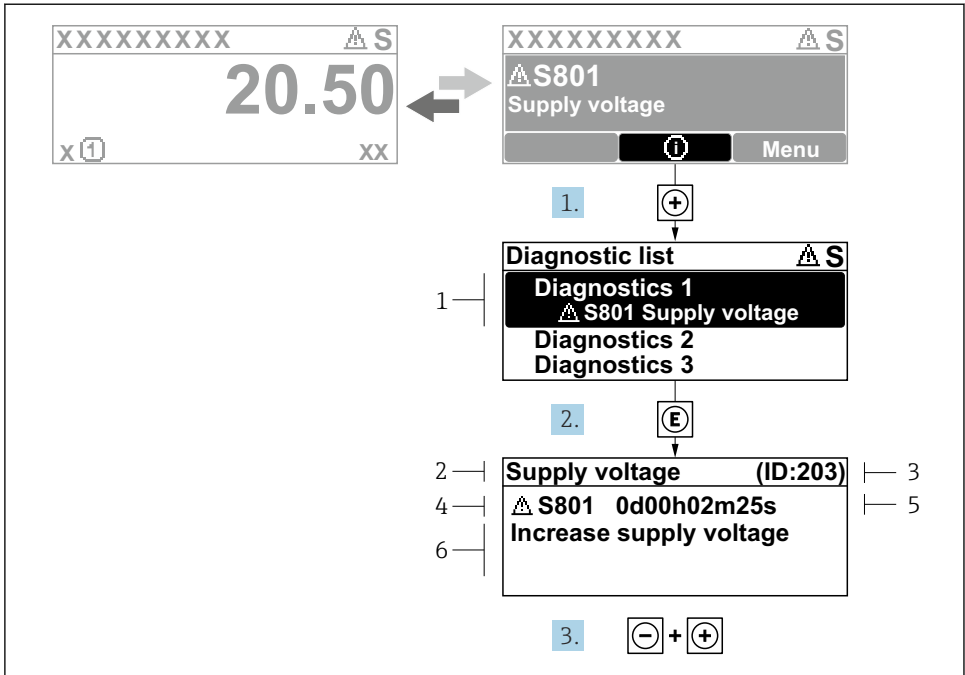 XXXXXXXXX ⚠ S
20.50
x 1 XX
XXXXXXXXX ⚠ S
⚠ S801
Supply voltage
i Menu
1. +
Diagnostic list ⚠ S
1
Diagnostics 1
⚠ S801 Supply voltage
Diagnostics 2
Diagnostics 3
2. E
2 Supply voltage (ID:203) 3
4 ⚠ S801 0d00h02m25s 5
6 Increase supply voltage
3. - + +